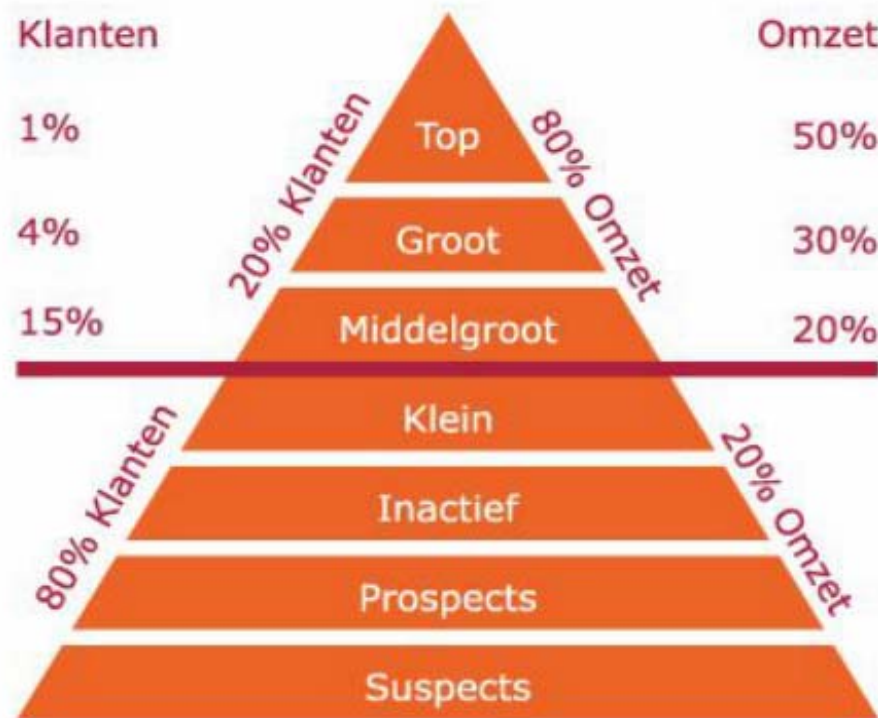 Klanten Omzet
1% Top 50%
4% Groot 30%
15% Middelgroot 20%
20% Klanten
80% Omzet
Klein
Inactief
Prospects
Suspects
80% Klanten
20% Omzet